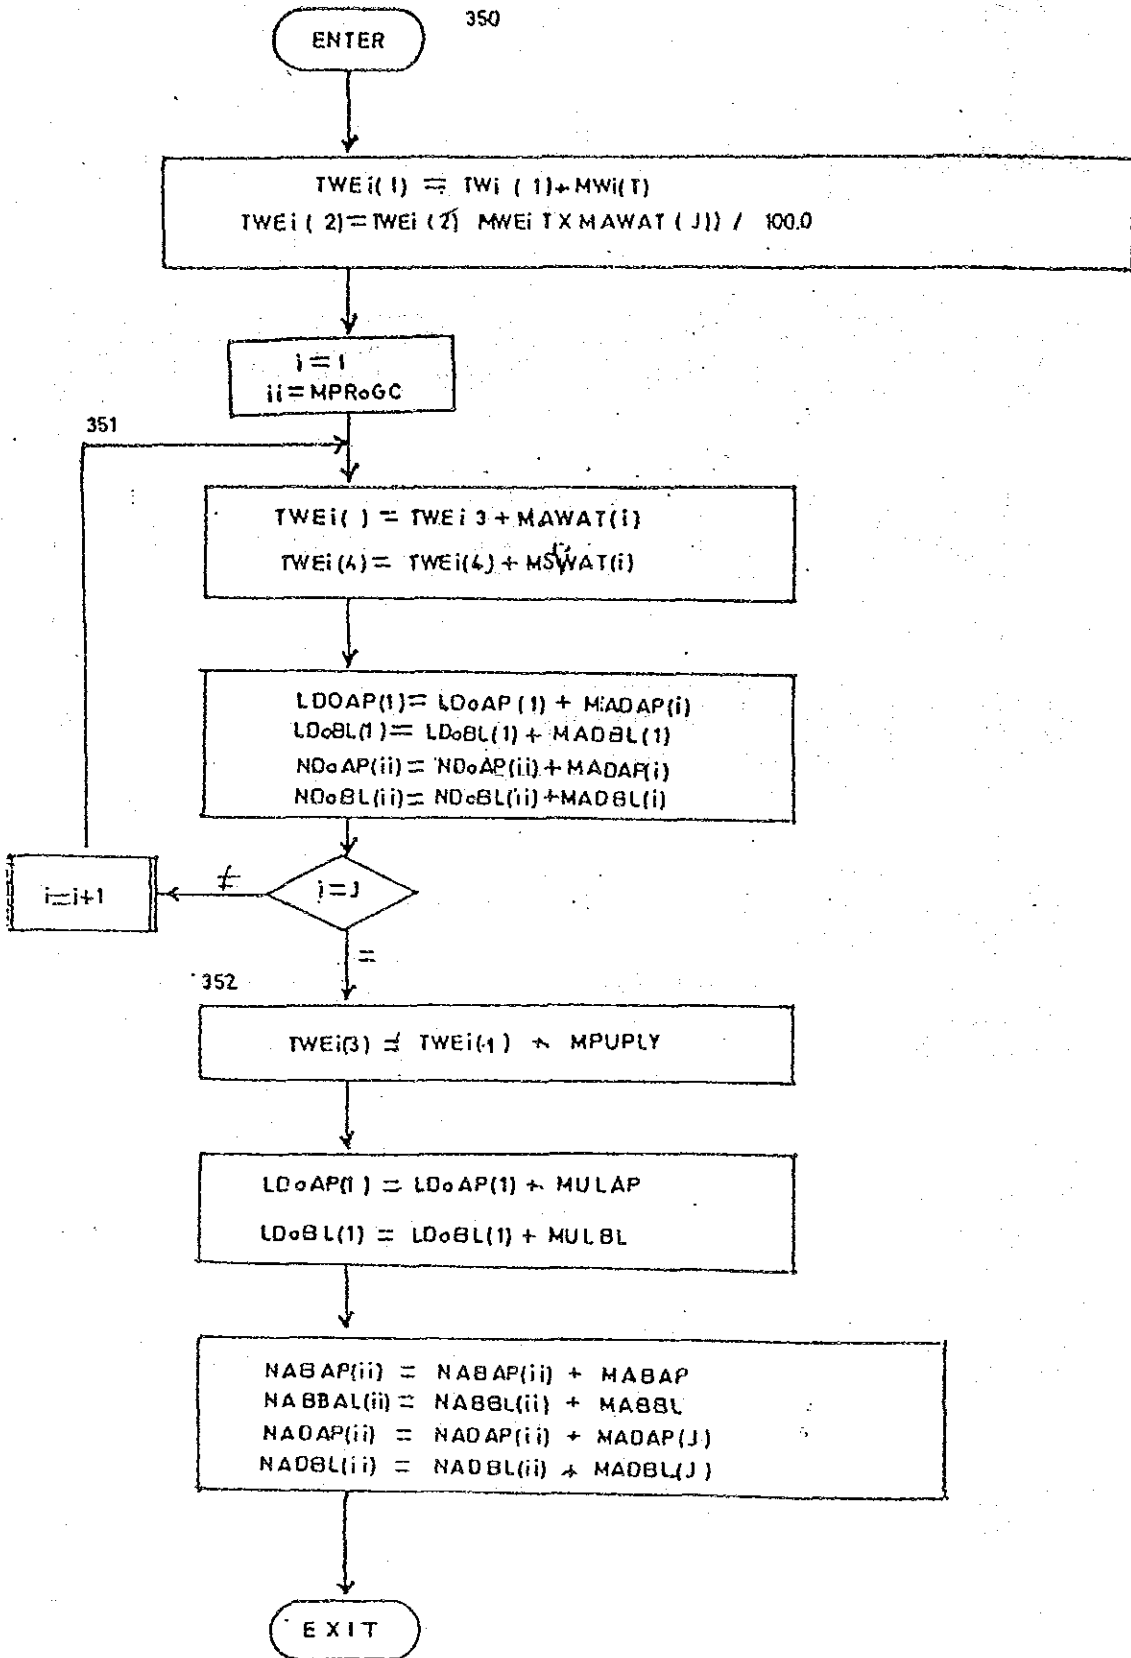 350
ENTER
TWEi(1) = TWi (1)+MWi(T)
TWEi (2)=TWEi (2) MWEi T X MAWAT (J)) / 100.0
i=1
ii=MPRoGC
351
TWEi( ) = TWEi 3 + MAWAT(i)
TWEi(4)= TWEi(4) + MSWAT(i)
LDOAP(1)= LDoAP(1) + MADAP(i)
LDoBL(1)= LDoBL(1) + MADBL(1)
NDoAP(ii)= NDoAP(ii)+MADAP(i)
NDoBL(ii)= NDoBL(ii)+MADBL(i)
i=i+1
≠
i=J
=
352
TWEi(3) = TWEi(1) + MPUPLY
LDoAP(1) = LDoAP(1) + MULAP
LDoBL(1) = LDoBL(1) + MULBL
NABAP(ii) = NABAP(ii) + MABAP
NABBAL(ii)= NABBL(ii) + MABBL
NADAP(ii) = NADAP(ii) + MADAP(J)
NADBL(ii) = NADBL(ii) + MADBL(J)
EXIT